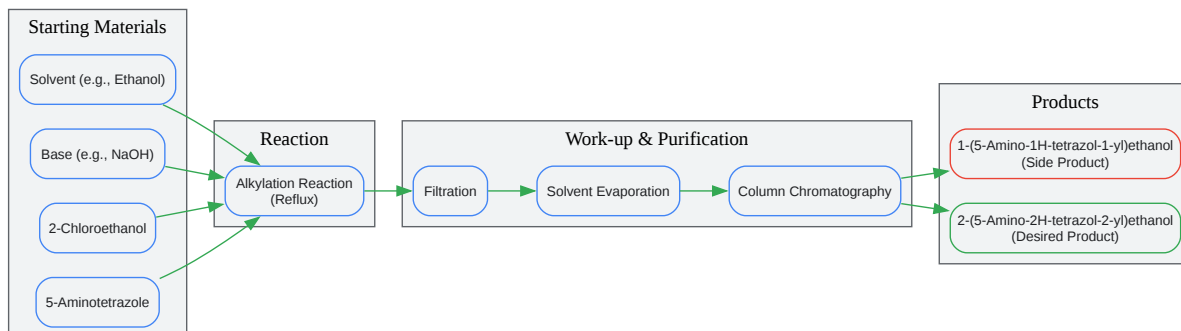 Starting Materials
Solvent (e.g., Ethanol)
Base (e.g., NaOH)
2-Chloroethanol
5-Aminotetrazole
Reaction
Alkylation Reaction
(Reflux)
Work-up & Purification
Filtration
Solvent Evaporation
Column Chromatography
Products
1-(5-Amino-1H-tetrazol-1-yl)ethanol
(Side Product)
2-(5-Amino-2H-tetrazol-2-yl)ethanol
(Desired Product)